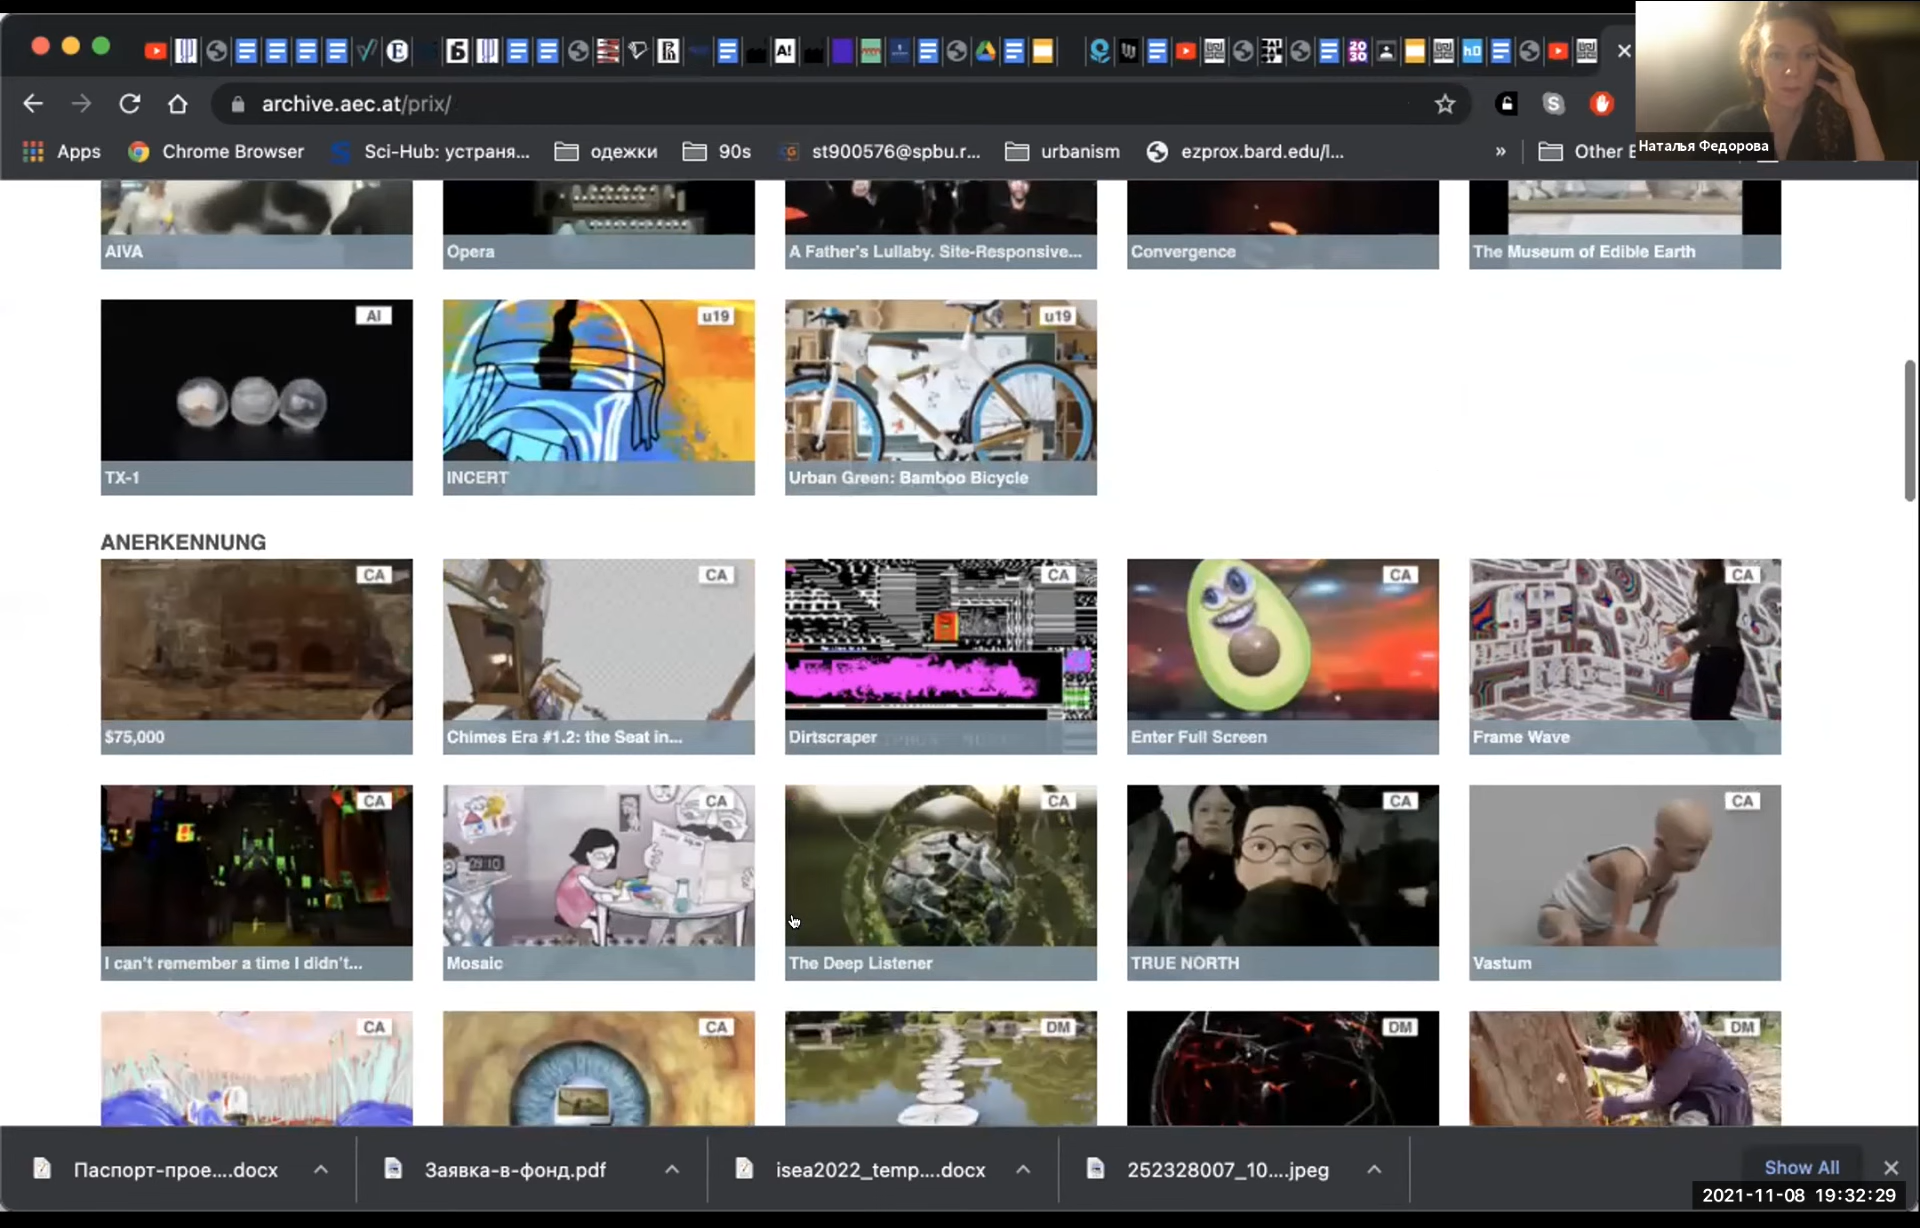 archive.aec.at/prix/
Наталья Федорова
Apps
Chrome Browser
Sci-Hub: устраня...
одежки
90s
st900576@spbu.r...
urbanism
ezprox.bard.edu/l...
»
Other
AIVA
Opera
A Father's Lullaby. Site-Responsive...
Convergence
The Museum of Edible Earth
AI
u19
u19
TX-1
INCERT
Urban Green: Bamboo Bicycle
ANERKENNUNG
CA
CA
CA
CA
CA
$75,000
Chimes Era #1.2: the Seat in...
Dirtscraper
Enter Full Screen
Frame Wave
CA
CA
CA
CA
CA
09:10
I can't remember a time I didn't...
Mosaic
The Deep Listener
TRUE NORTH
Vastum
CA
CA
DM
DM
DM
Паспорт-прое....docx
Заявка-в-фонд.pdf
isea2022_temp....docx
252328007_10....jpeg
Show All
2021-11-08 19:32:29